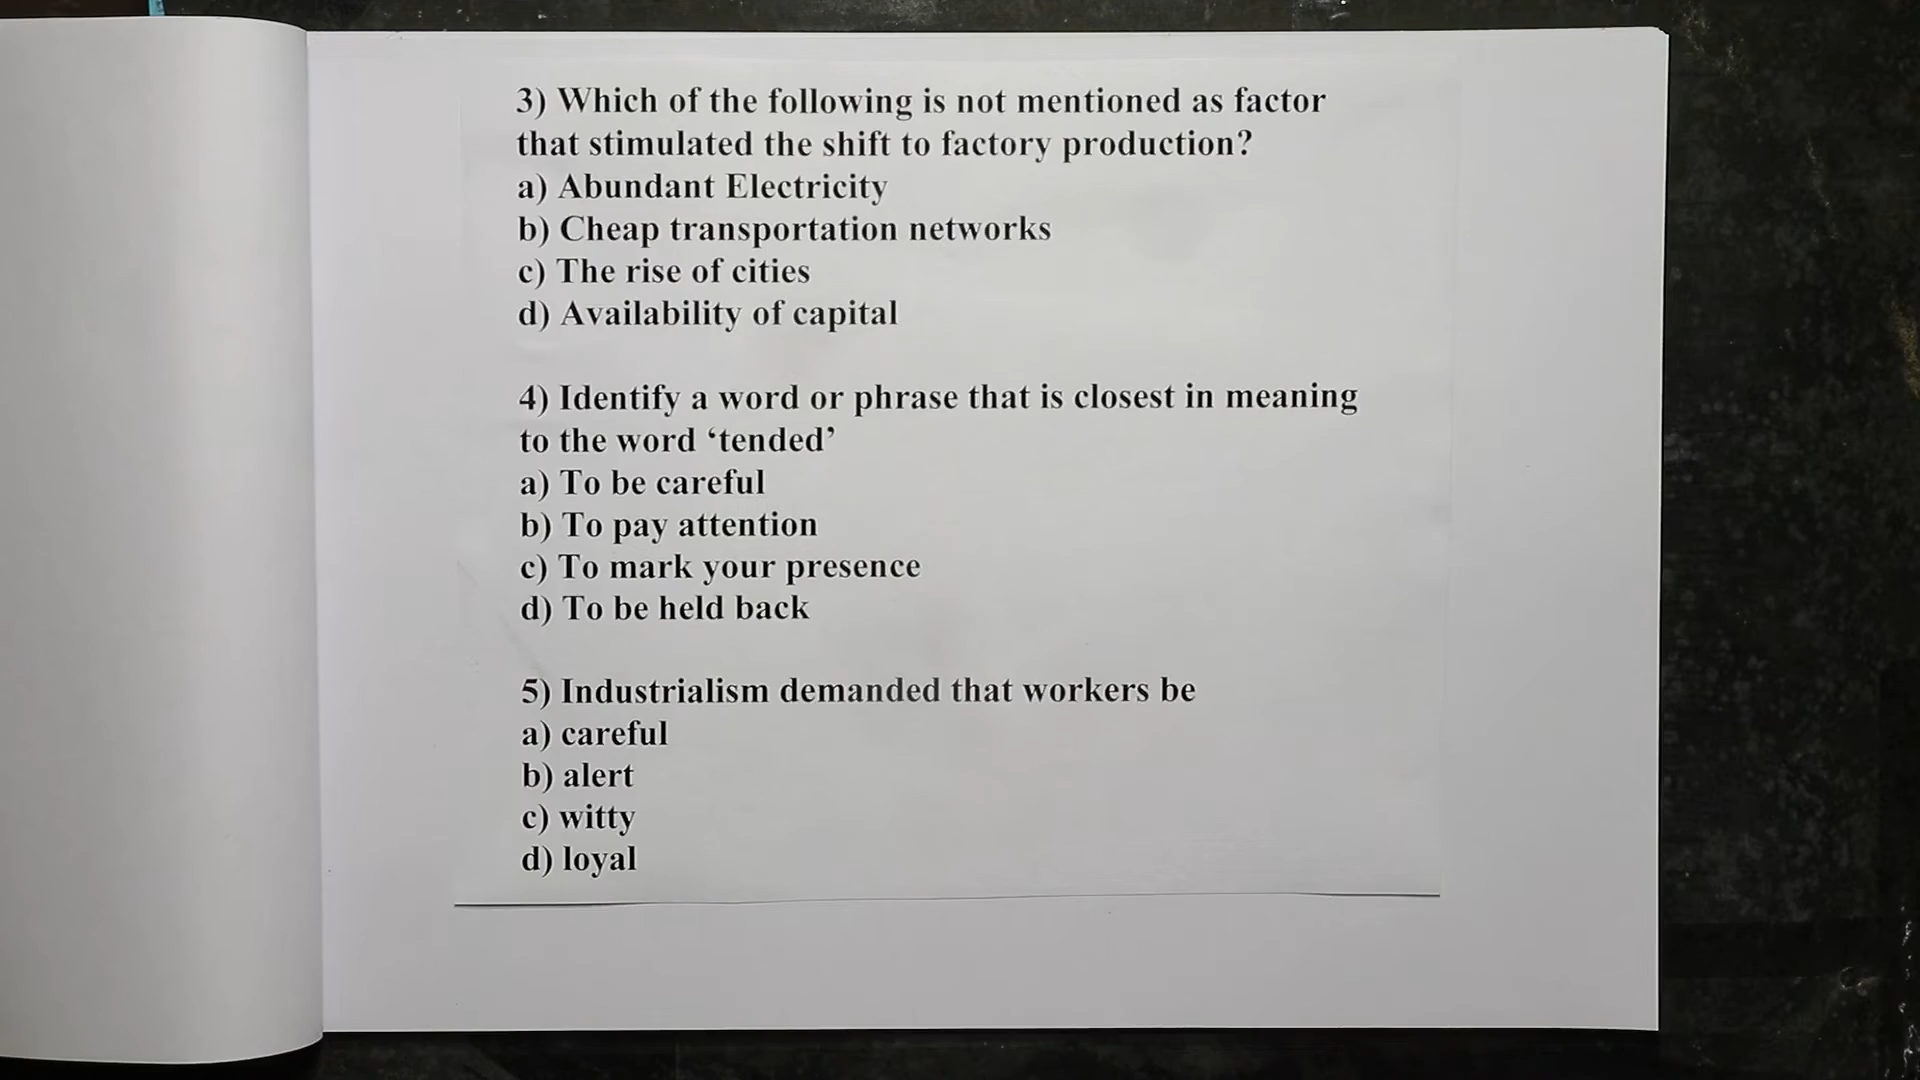 3) Which of the following is not mentioned as factor
that stimulated the shift to factory production?
a) Abundant Electricity
b) Cheap transportation networks
c) The rise of cities
d) Availability of capital
4) Identify a word or phrase that is closest in meaning
to the word ‘tended’
a) To be careful
b) To pay attention
c) To mark your presence
d) To be held back
5) Industrialism demanded that workers be
a) careful
b) alert
c) witty
d) loyal